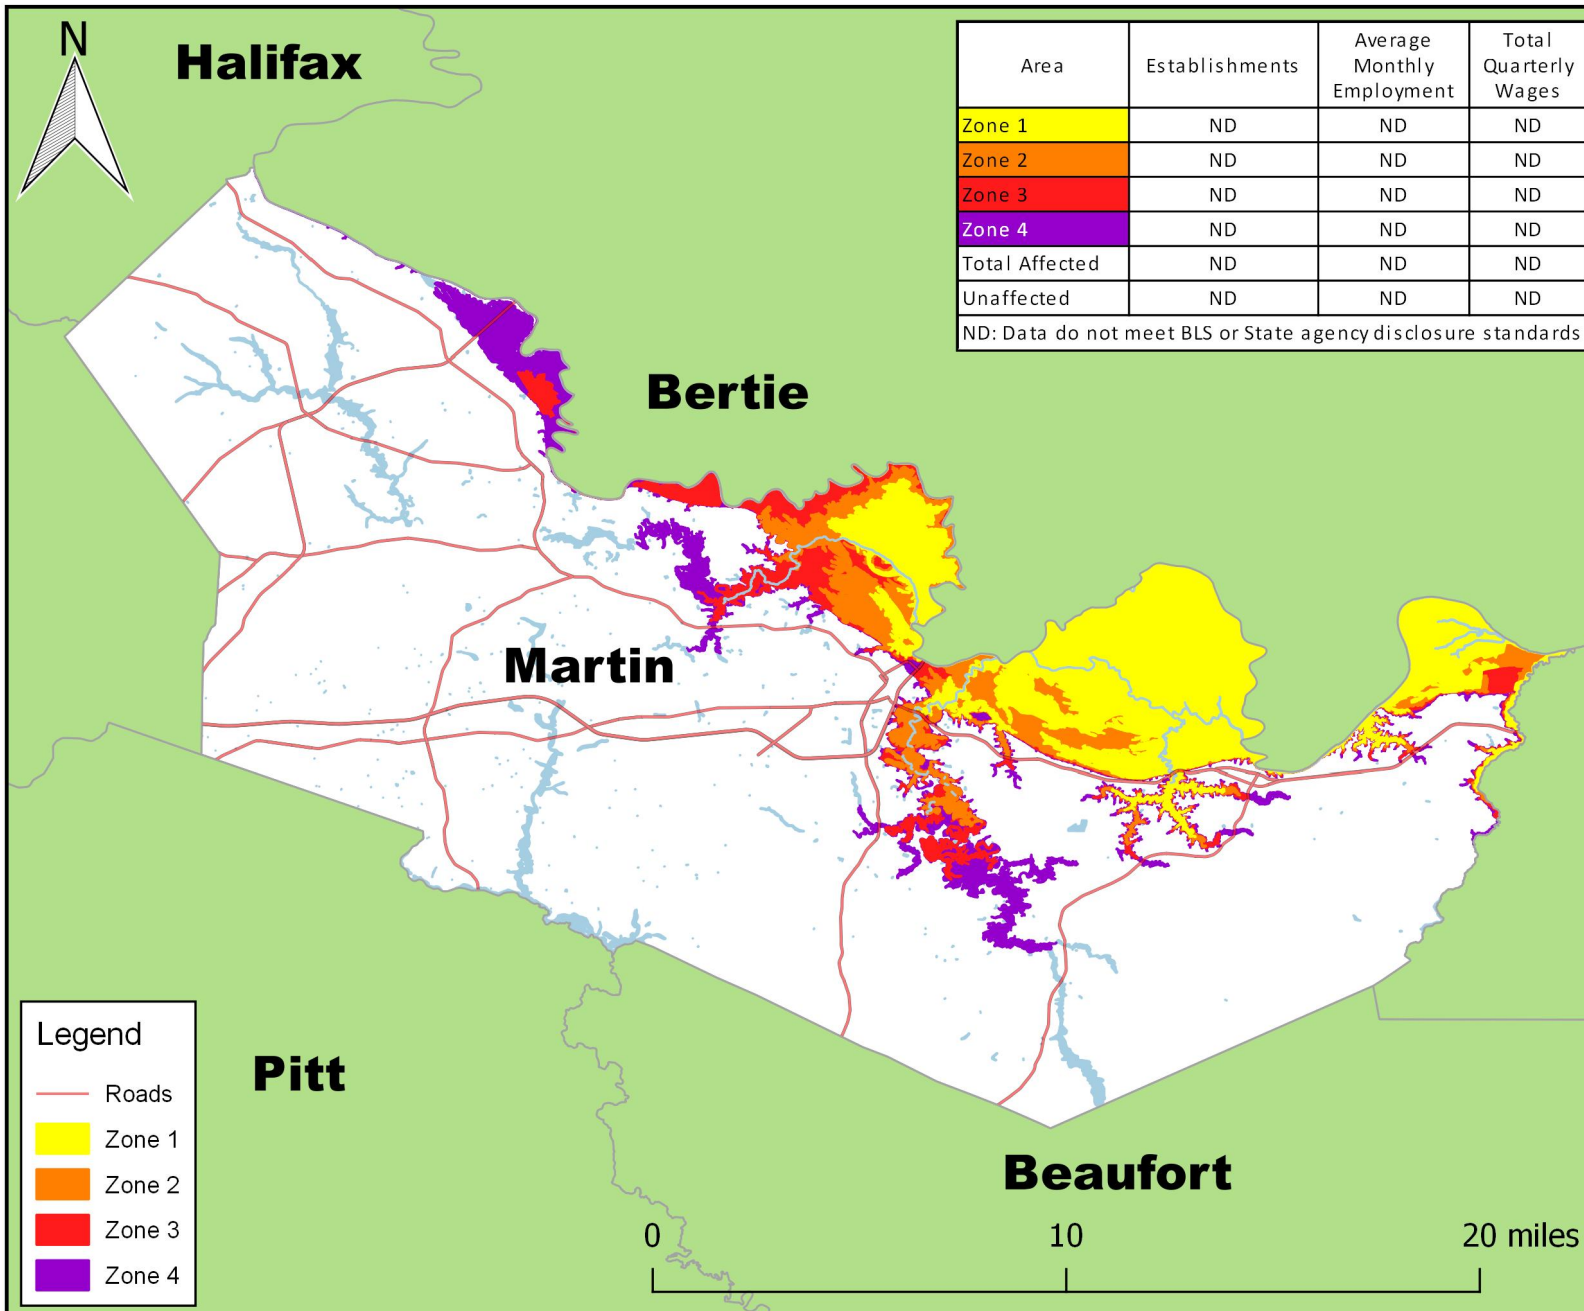 N
Halifax
Area Establishments Average Monthly Employment Total Quarterly Wages
Zone 1 ND ND ND
Zone 2 ND ND ND
Zone 3 ND ND ND
Zone 4 ND ND ND
Total Affected ND ND ND
Unaffected ND ND ND
ND: Data do not meet BLS or State agency disclosure standards
Bertie
Martin
Pitt
Beaufort
Legend
Roads
Zone 1
Zone 2
Zone 3
Zone 4
0 10 20 miles